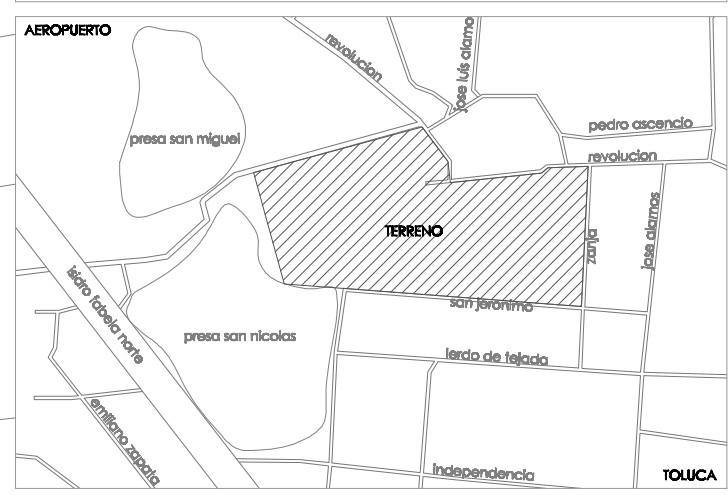 AEROPUERTO
revolucion
jose luis alamo
presa san miguel
pedro ascencio
revolucion
TERRENO
zanja
jose alamos
isidro fabela norte
san jeronimo
presa san nicolas
lerdo de tejada
emiliano zapata
independencia
TOLUCA